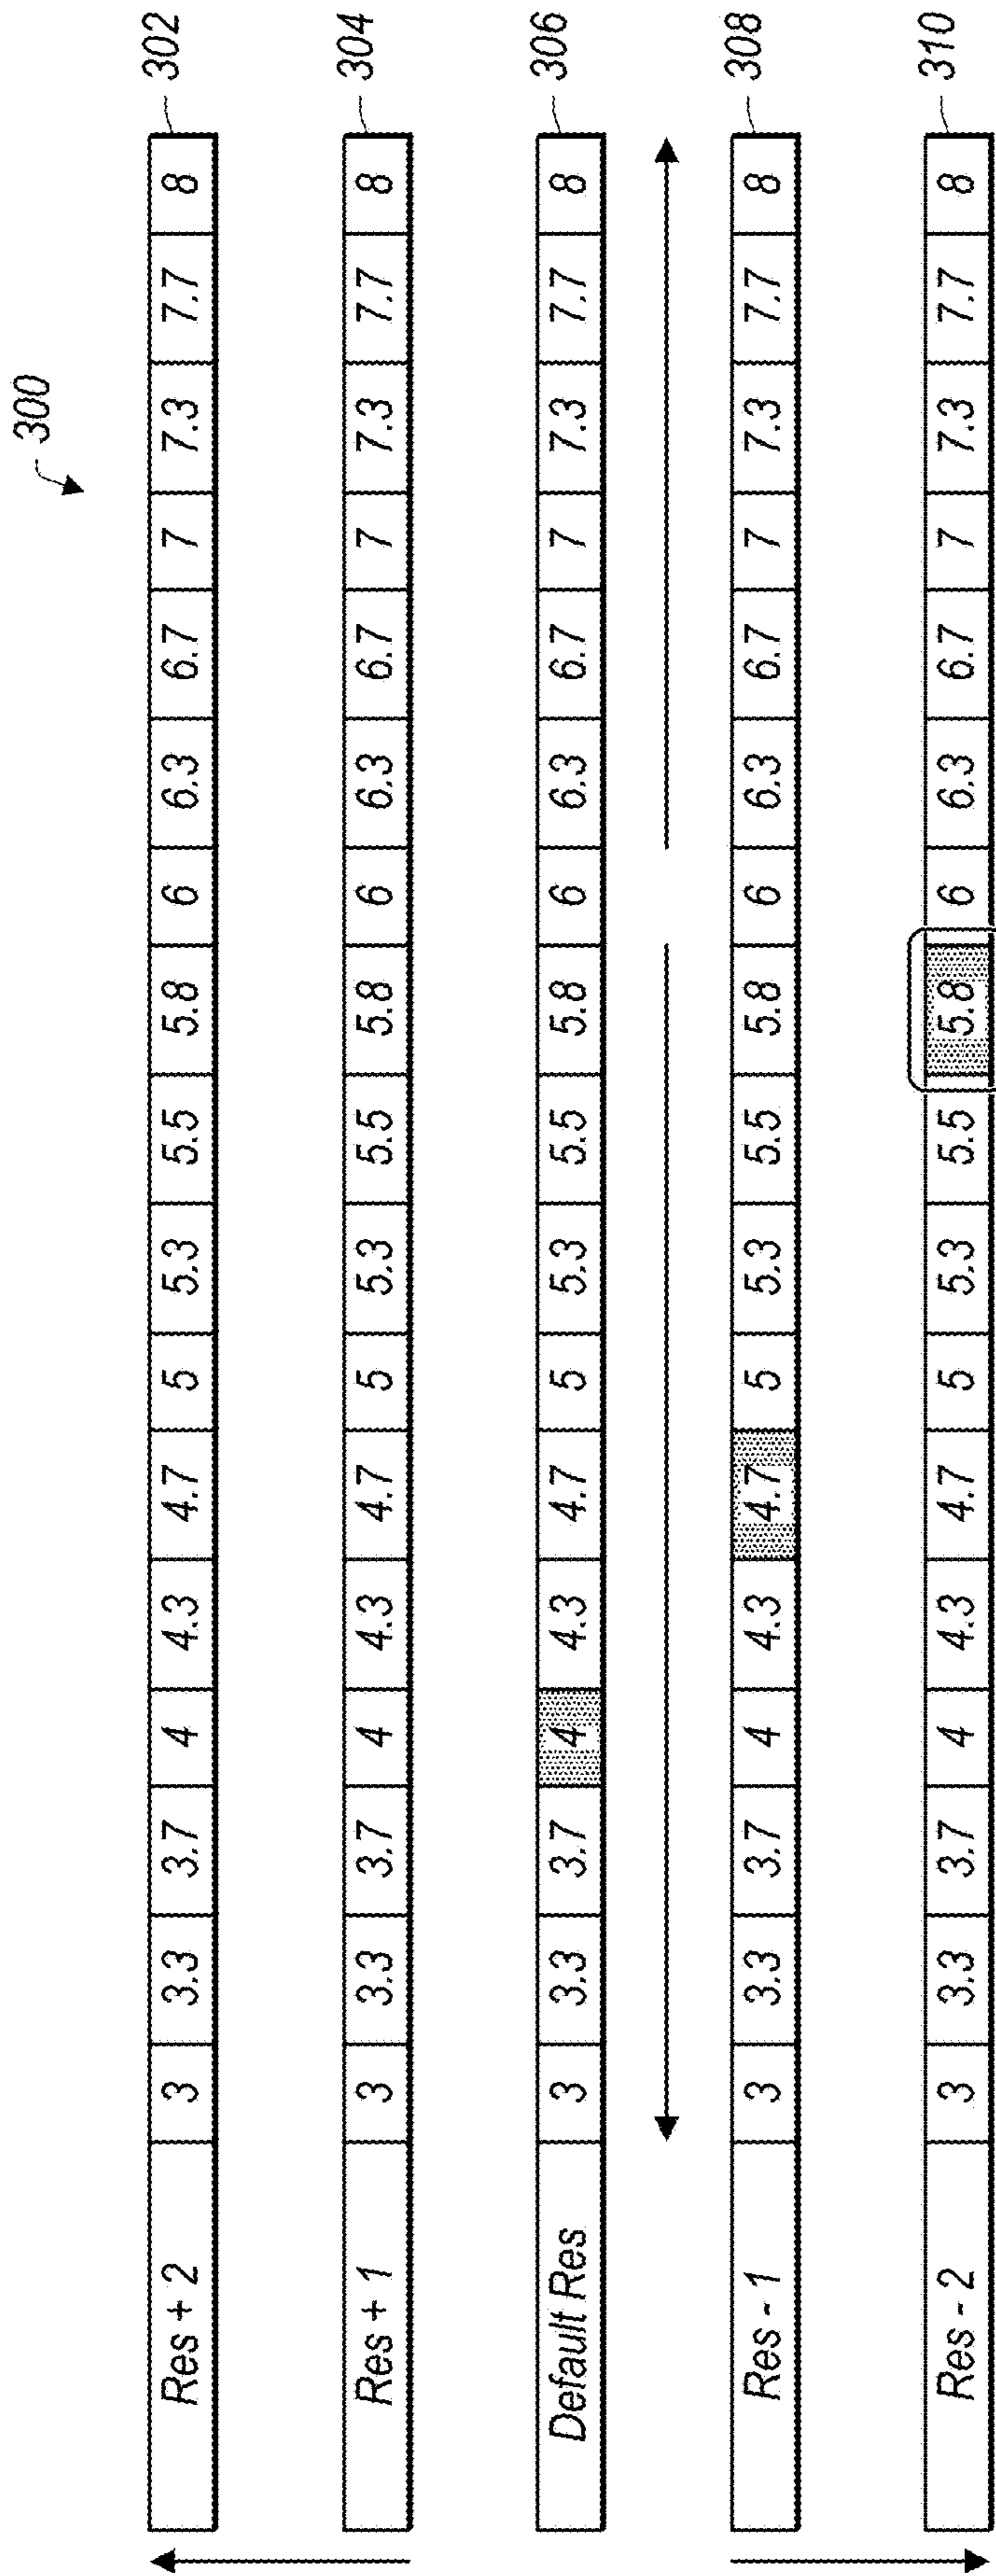 300
Res + 2 3 3.3 3.7 4 4.3 4.7 5 5.3 5.5 5.8 6 6.3 6.7 7 7.3 7.7 8 302
Res + 1 3 3.3 3.7 4 4.3 4.7 5 5.3 5.5 5.8 6 6.3 6.7 7 7.3 7.7 8 304
Default Res 3 3.3 3.7 4 4.3 4.7 5 5.3 5.5 5.8 6 6.3 6.7 7 7.3 7.7 8 306
Res - 1 3 3.3 3.7 4 4.3 4.7 5 5.3 5.5 5.8 6 6.3 6.7 7 7.3 7.7 8 308
Res - 2 3 3.3 3.7 4 4.3 4.7 5 5.3 5.5 5.8 6 6.3 6.7 7 7.3 7.7 8 310